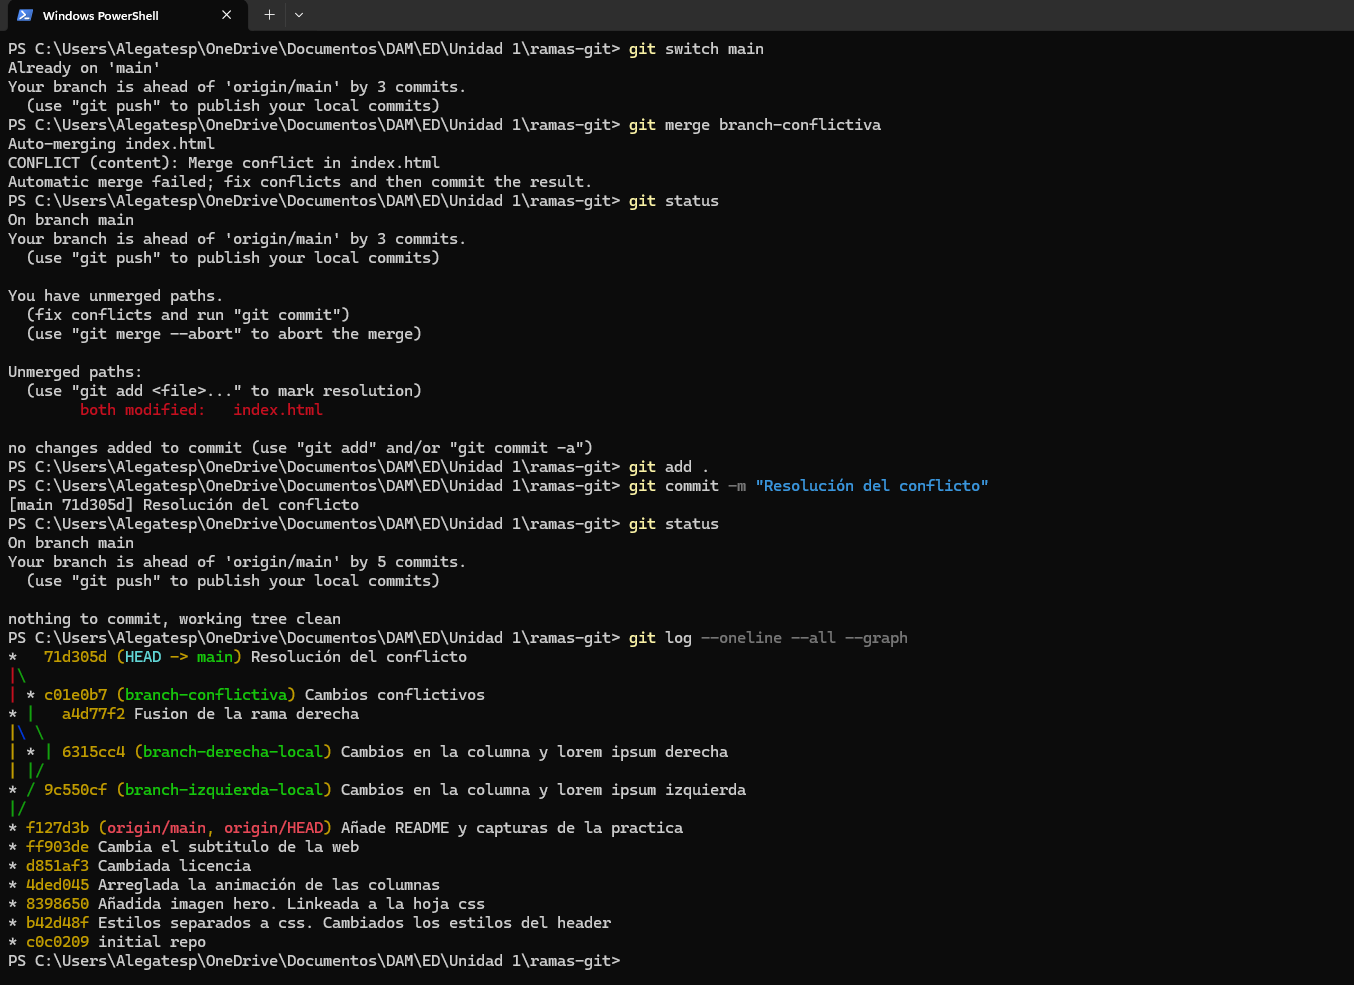 Windows PowerShell
PS C:\Users\Alegatesp\OneDrive\Documentos\DAM\ED\Unidad 1\ramas-git> git switch main
Already on 'main'
Your branch is ahead of 'origin/main' by 3 commits.
  (use "git push" to publish your local commits)
PS C:\Users\Alegatesp\OneDrive\Documentos\DAM\ED\Unidad 1\ramas-git> git merge branch-conflictiva
Auto-merging index.html
CONFLICT (content): Merge conflict in index.html
Automatic merge failed; fix conflicts and then commit the result.
PS C:\Users\Alegatesp\OneDrive\Documentos\DAM\ED\Unidad 1\ramas-git> git status
On branch main
Your branch is ahead of 'origin/main' by 3 commits.
  (use "git push" to publish your local commits)

You have unmerged paths.
  (fix conflicts and run "git commit")
  (use "git merge --abort" to abort the merge)

Unmerged paths:
  (use "git add <file>..." to mark resolution)
        both modified:   index.html

no changes added to commit (use "git add" and/or "git commit -a")
PS C:\Users\Alegatesp\OneDrive\Documentos\DAM\ED\Unidad 1\ramas-git> git add .
PS C:\Users\Alegatesp\OneDrive\Documentos\DAM\ED\Unidad 1\ramas-git> git commit -m "Resolución del conflicto"
[main 71d305d] Resolución del conflicto
PS C:\Users\Alegatesp\OneDrive\Documentos\DAM\ED\Unidad 1\ramas-git> git status
On branch main
Your branch is ahead of 'origin/main' by 5 commits.
  (use "git push" to publish your local commits)

nothing to commit, working tree clean
PS C:\Users\Alegatesp\OneDrive\Documentos\DAM\ED\Unidad 1\ramas-git> git log --oneline --all --graph
*   71d305d (HEAD -> main) Resolución del conflicto
|\
| * c01e0b7 (branch-conflictiva) Cambios conflictivos
* |   a4d77f2 Fusion de la rama derecha
|\ \
| * | 6315cc4 (branch-derecha-local) Cambios en la columna y lorem ipsum derecha
| |/
* / 9c550cf (branch-izquierda-local) Cambios en la columna y lorem ipsum izquierda
|/
* f127d3b (origin/main, origin/HEAD) Añade README y capturas de la practica
* ff903de Cambia el subtitulo de la web
* d851af3 Cambiada licencia
* 4ded045 Arreglada la animación de las columnas
* 8398650 Añadida imagen hero. Linkeada a la hoja css
* b42d48f Estilos separados a css. Cambiados los estilos del header
* c0c0209 initial repo
PS C:\Users\Alegatesp\OneDrive\Documentos\DAM\ED\Unidad 1\ramas-git>